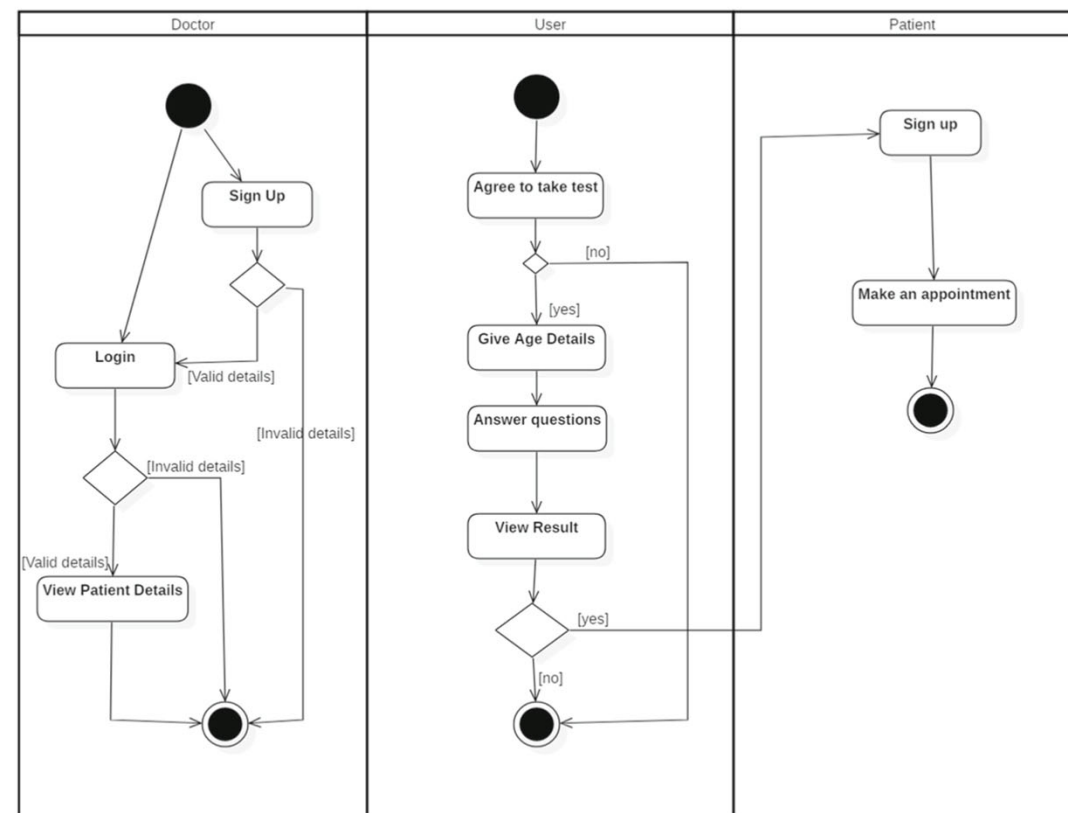 Doctor
User
Patient
Sign Up
[Valid details]
Login
[Invalid details]
[Invalid details]
[Valid details]
View Patient Details
Agree to take test
[no]
[yes]
Give Age Details
Answer questions
View Result
[yes]
[no]
Sign up
Make an appointment